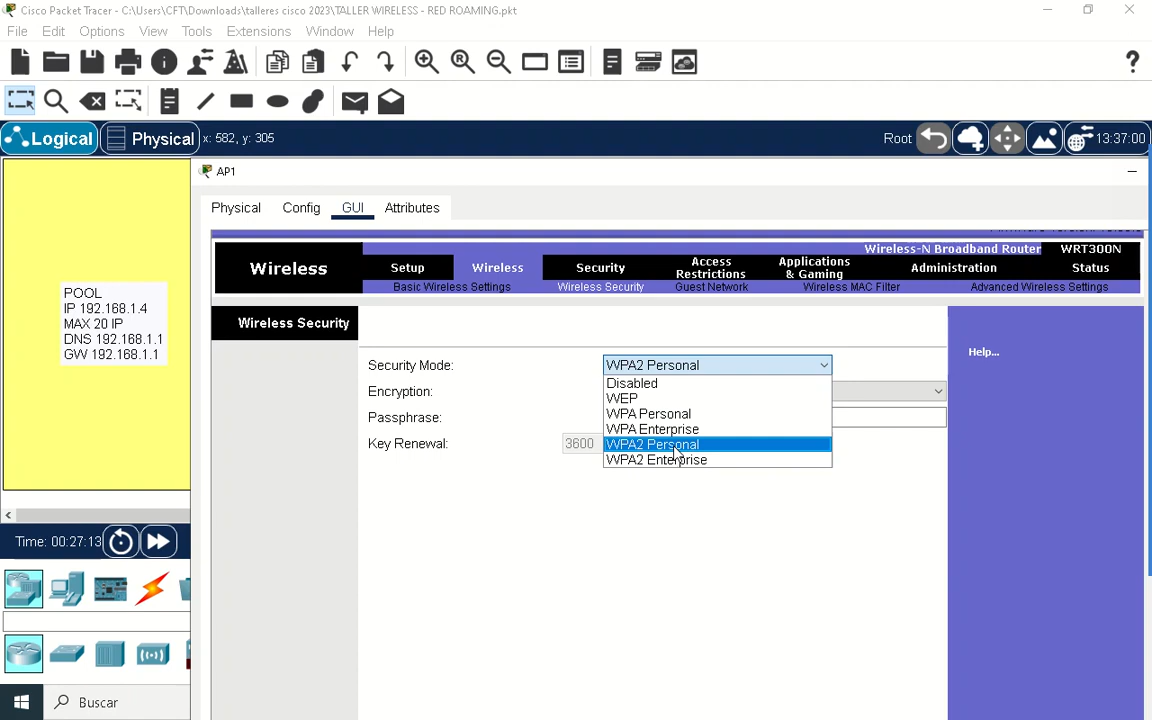 Cisco Packet Tracer - C:\Users\CFT\Downloads\talleres cisco 2023\TALLER WIRELESS - RED ROAMING.pkt
File Edit Options View Tools Extensions Window Help
Logical Physical x: 582, y: 305 Root 13:37:00
AP1
Physical Config GUI Attributes
Wireless-N Broadband Router WRT300N
Wireless Setup Wireless Security Access Restrictions Applications & Gaming Administration Status
Basic Wireless Settings Wireless Security Guest Network Wireless MAC Filter Advanced Wireless Settings
POOL
IP 192.168.1.4
MAX 20 IP
DNS 192.168.1.1
GW 192.168.1.1
Wireless Security
Help...
Security Mode: WPA2 Personal
Disabled
WEP
WPA Personal
WPA Enterprise
WPA2 Personal
WPA2 Enterprise
Encryption:
Passphrase:
Key Renewal: 3600
Time: 00:27:13
Buscar